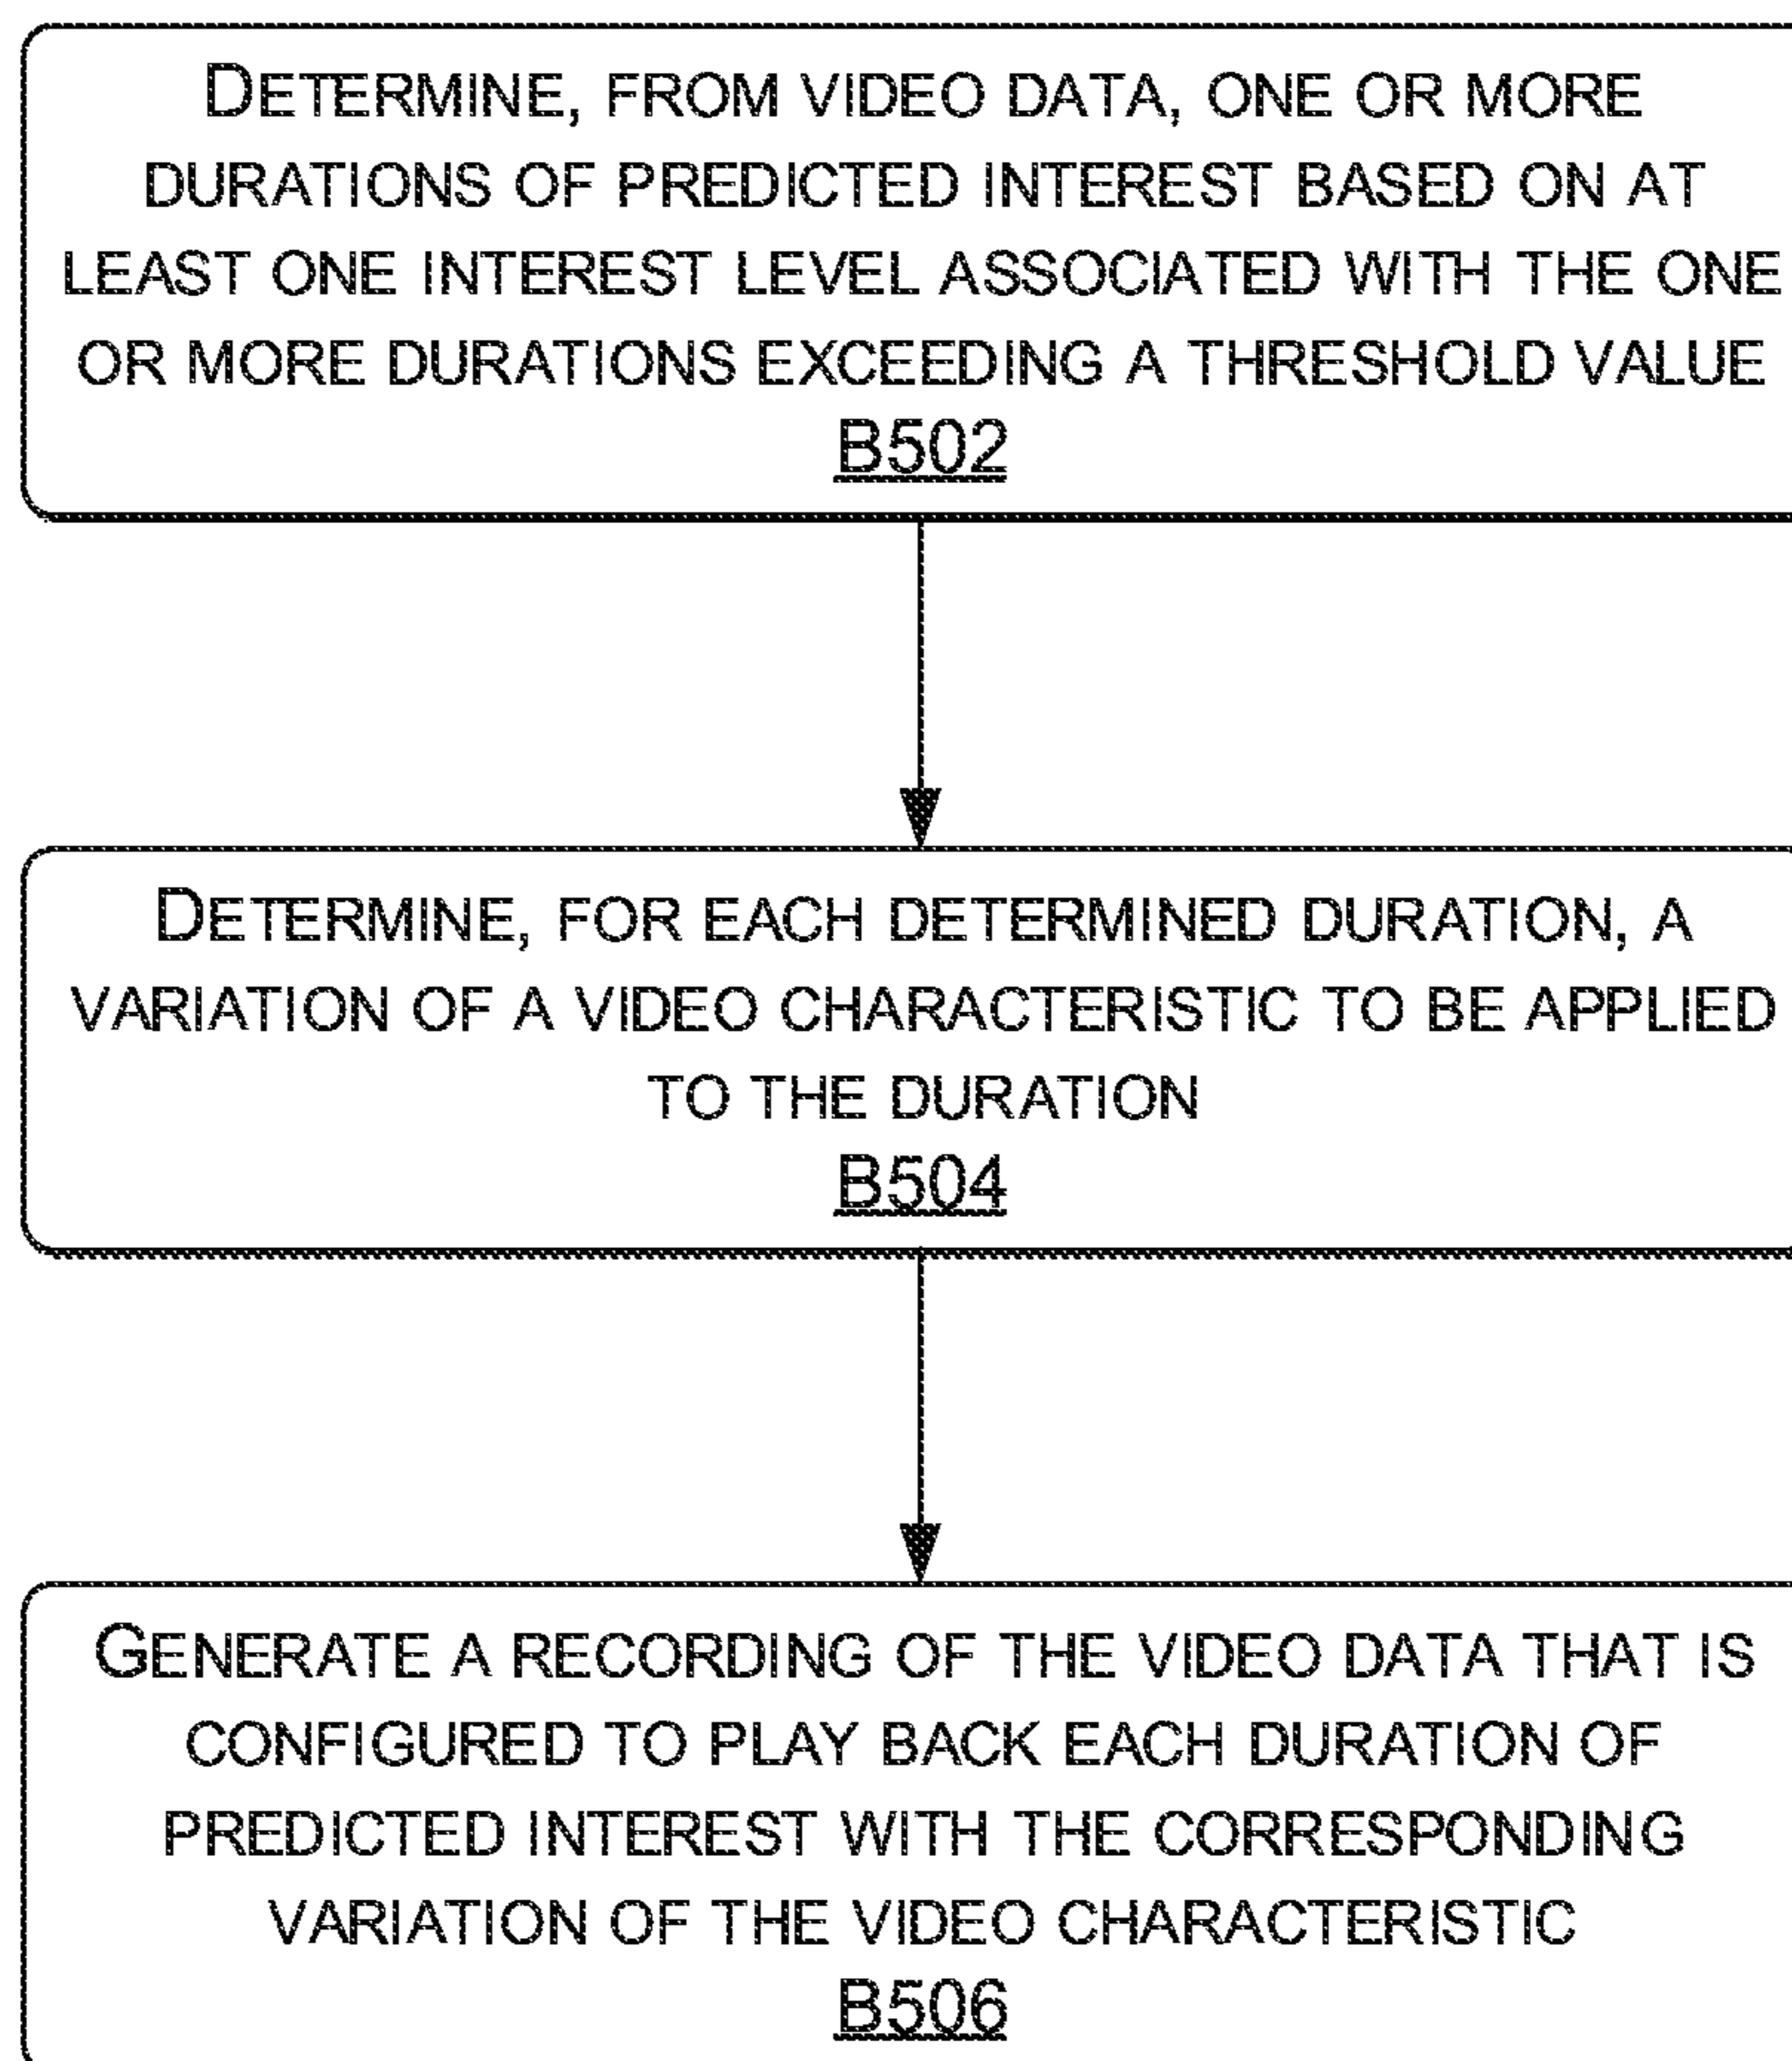 DETERMINE, FROM VIDEO DATA, ONE OR MORE
DURATIONS OF PREDICTED INTEREST BASED ON AT
LEAST ONE INTEREST LEVEL ASSOCIATED WITH THE ONE
OR MORE DURATIONS EXCEEDING A THRESHOLD VALUE
B502
DETERMINE, FOR EACH DETERMINED DURATION, A
VARIATION OF A VIDEO CHARACTERISTIC TO BE APPLIED
TO THE DURATION
B504
GENERATE A RECORDING OF THE VIDEO DATA THAT IS
CONFIGURED TO PLAY BACK EACH DURATION OF
PREDICTED INTEREST WITH THE CORRESPONDING
VARIATION OF THE VIDEO CHARACTERISTIC
B506